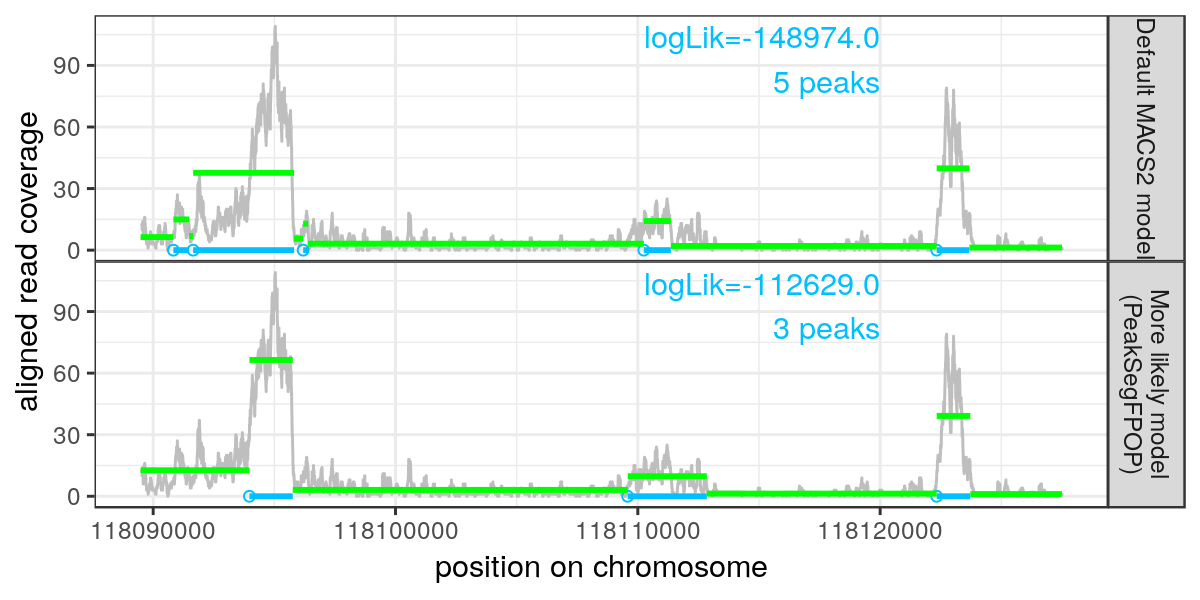 logLik=-148974.0
5 peaks
90
60
30
0
Default MACS2 model
logLik=-112629.0
3 peaks
90
60
30
0
More likely model
(PeakSegFPOP)
aligned read coverage
118090000
118100000
118110000
118120000
position on chromosome